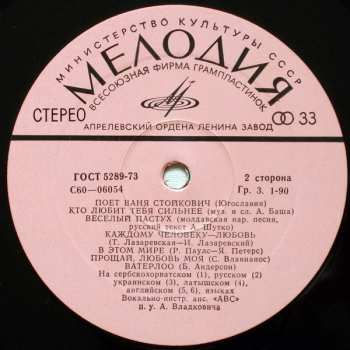 МИНИСТЕРСТВО КУЛЬТУРЫ СССР
МЕЛОДИЯ
ВСЕСОЮЗНАЯ ФИРМА ГРАМПЛАСТИНОК
СТЕРЕО
33
АПРЕЛЕВСКИЙ ОРДЕНА ЛЕНИНА ЗАВОД
ГОСТ 5289-73
2 сторона
С60—06054
Гр. 3. 1-90
ПОЕТ ВАНЯ СТОЙКОВИЧ (Югославия)
КТО ЛЮБИТ ТЕБЯ СИЛЬНЕЕ (муз. и сл. А. Баша)
ВЕСЕЛЫЙ ПАСТУХ (молдавская нар. песня,
русский текст А. Шутко)
КАЖДОМУ ЧЕЛОВЕКУ—ЛЮБОВЬ
(Т. Лазаревская—И. Лазаревский)
В ЭТОМ МИРЕ (Р. Паулс—Я. Петерс)
ПРОЩАЙ, ЛЮБОВЬ МОЯ (С. Влавианос)
ВАТЕРЛОО (Б. Андерсон)
На сербскохорватском (1), русском (2)
украинском (3), латышском (4),
английском (5, 6), языках
Вокально-инстр. анс. «АВС»
п/у А. Владковича